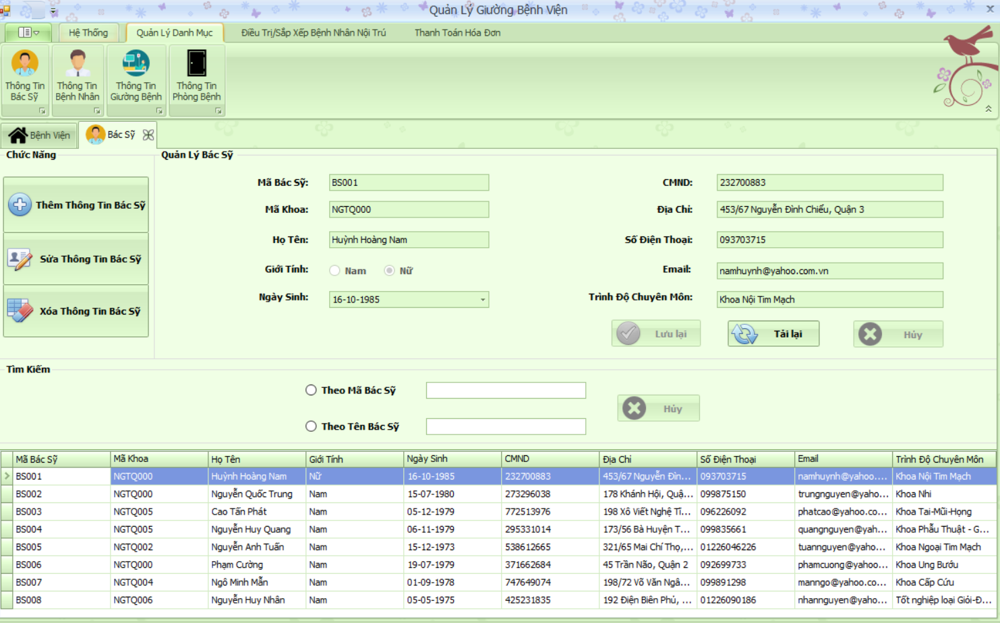 Quản Lý Giường Bệnh Viện
Hệ Thống
Quản Lý Danh Mục
Điều Trị/Sắp Xếp Bệnh Nhân Nội Trú
Thanh Toán Hóa Đơn
Thông Tin
Bác Sỹ
Thông Tin
Bệnh Nhân
Thông Tin
Giường Bệnh
Thông Tin
Phòng Bệnh
Bệnh Viện
Bác Sỹ
Chức Năng
Thêm Thông Tin Bác Sỹ
Sửa Thông Tin Bác Sỹ
Xóa Thông Tin Bác Sỹ
Quản Lý Bác Sỹ
Mã Bác Sỹ: BS001
Mã Khoa: NGTQ000
Họ Tên: Huỳnh Hoàng Nam
Giới Tính: Nam Nữ
Ngày Sinh: 16-10-1985
CMND: 232700883
Địa Chỉ: 453/67 Nguyễn Đình Chiểu, Quận 3
Số Điện Thoại: 093703715
Email: namhuynh@yahoo.com.vn
Trình Độ Chuyên Môn: Khoa Nội Tim Mạch
Lưu lại
Tải lại
Hủy
Tìm Kiếm
Theo Mã Bác Sỹ
Theo Tên Bác Sỹ
Hủy
Mã Bác Sỹ Mã Khoa Họ Tên Giới Tính Ngày Sinh CMND Địa Chỉ Số Điện Thoại Email Trình Độ Chuyên Môn
BS001 NGTQ000 Huỳnh Hoàng Nam Nữ 16-10-1985 232700883 453/67 Nguyễn Đìn... 093703715 namhuynh@yahoo.... Khoa Nội Tim Mạch
BS002 NGTQ000 Nguyễn Quốc Trung Nam 15-07-1980 273296038 178 Khánh Hội, Quậ... 099875150 trungnguyen@yaho... Khoa Nhi
BS003 NGTQ005 Cao Tấn Phát Nam 05-12-1979 772513976 198 Xô Viết Nghệ Tĩ... 096226092 phatcao@yahoo.co... Khoa Tai-Mũi-Họng
BS004 NGTQ005 Nguyễn Huy Quang Nam 06-11-1979 295331014 173/56 Bà Huyện T... 099835661 quangnguyen@yah... Khoa Phẫu Thuật - G...
BS005 NGTQ002 Nguyễn Anh Tuấn Nam 15-12-1973 538612665 321/65 Mai Chí Thọ,... 01226046226 tuannguyen@yaho... Khoa Ngoại Tim Mạch
BS006 NGTQ000 Phạm Cường Nam 19-07-1979 371662684 45 Trần Não, Quận 2 092699733 phamcuong@yahoo... Khoa Ung Bướu
BS007 NGTQ004 Ngô Minh Mẫn Nam 01-09-1978 747649074 198/72 Võ Văn Ngâ... 099891298 manngo@yahoo.co... Khoa Cấp Cứu
BS008 NGTQ006 Nguyễn Huy Nhân Nam 05-05-1975 425231835 192 Điện Biên Phủ, ... 01226090186 nhannguyen@yaho... Tốt nghiệp loại Giỏi-Đ...